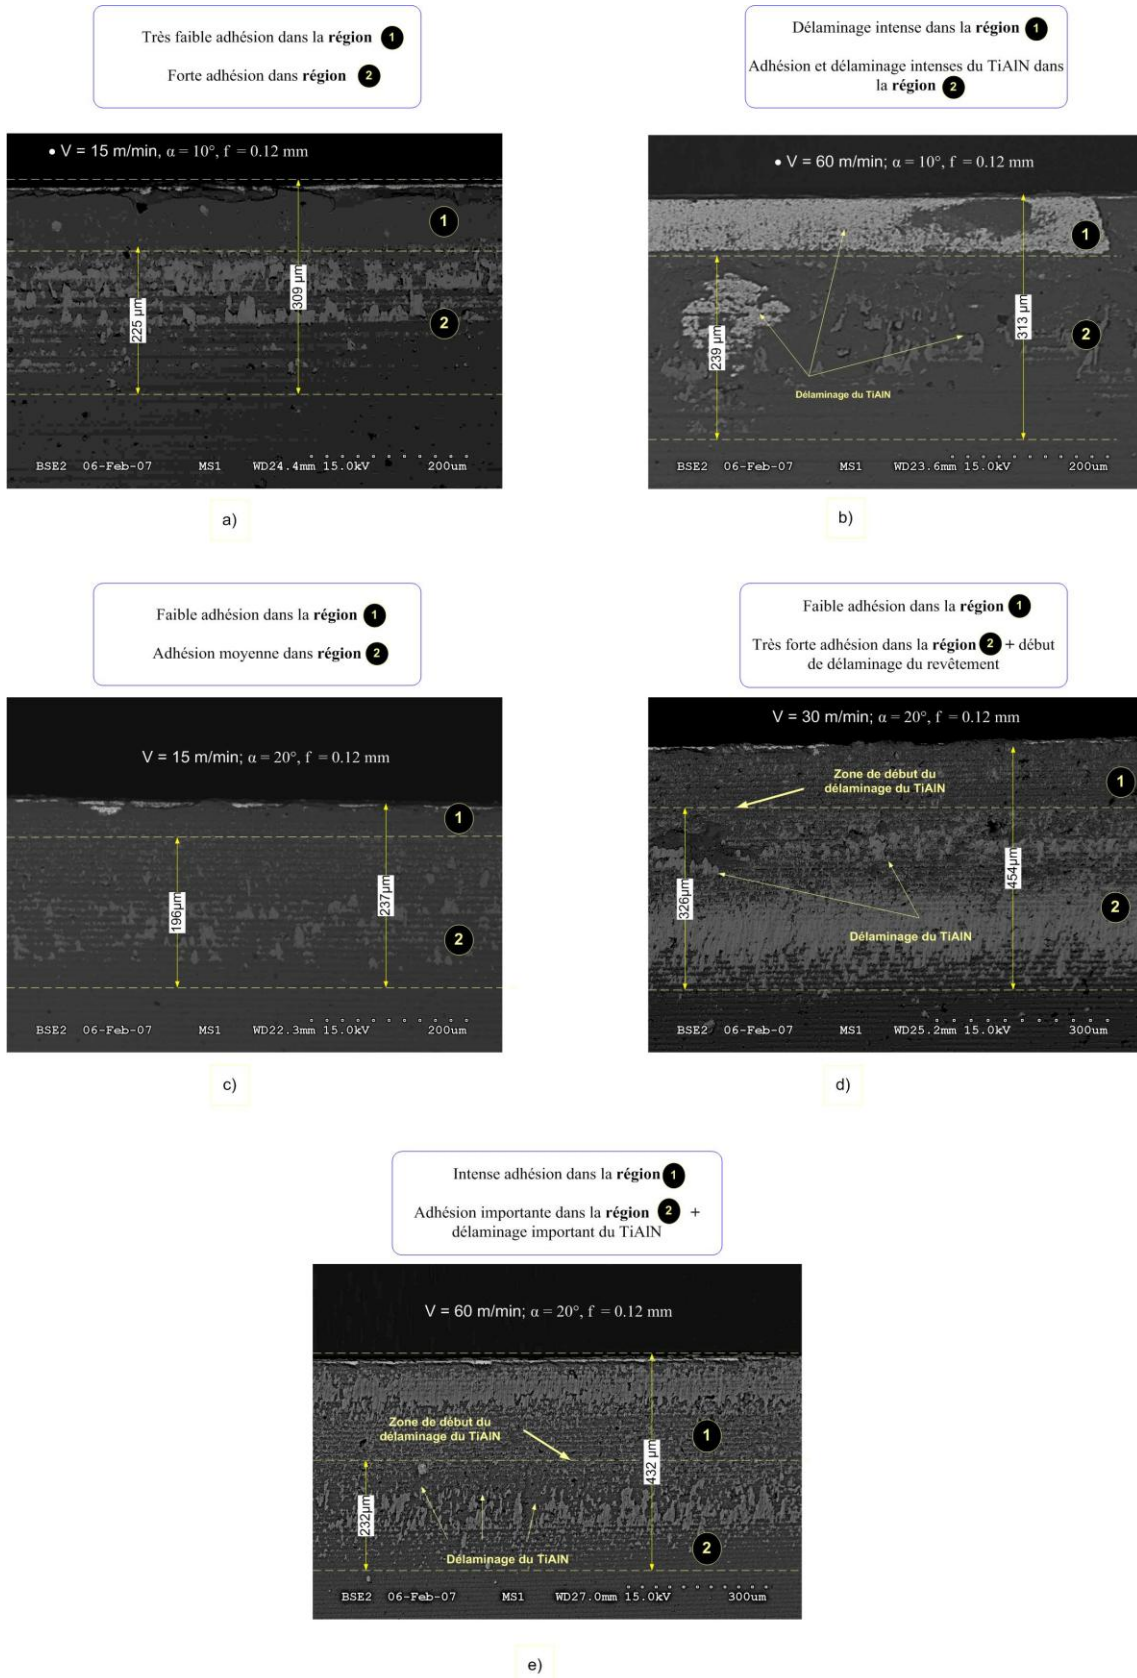 Très faible adhésion dans la région 1
Forte adhésion dans région 2
Délaminage intense dans la région 1
Adhésion et délaminage intenses du TiAlN dans
la région 2
• V = 15 m/min, α = 10°, f = 0.12 mm
1
309 µm
225 µm
2
BSE2 06-Feb-07 MS1 WD24.4mm 15.0kV 200um
a)
• V = 60 m/min; α = 10°, f = 0.12 mm
1
313 µm
239 µm
2
Délaminage du TiAlN
BSE2 06-Feb-07 MS1 WD23.6mm 15.0kV 200um
b)
Faible adhésion dans la région 1
Adhésion moyenne dans région 2
Faible adhésion dans la région 1
Très forte adhésion dans la région 2 + début
de délaminage du revêtement
V = 15 m/min; α = 20°, f = 0.12 mm
1
237µm
196µm
2
BSE2 06-Feb-07 MS1 WD22.3mm 15.0kV 200um
c)
V = 30 m/min; α = 20°, f = 0.12 mm
Zone de début du
délaminage du TiAlN
1
454µm
326µm
2
Délaminage du TiAlN
BSE2 06-Feb-07 MS1 WD25.2mm 15.0kV 300um
d)
Intense adhésion dans la région 1
Adhésion importante dans la région 2 +
délaminage important du TiAlN
V = 60 m/min; α = 20°, f = 0.12 mm
Zone de début du
délaminage du TiAlN
1
432 µm
232µm
2
Délaminage du TiAlN
BSE2 06-Feb-07 MS1 WD27.0mm 15.0kV 300um
e)